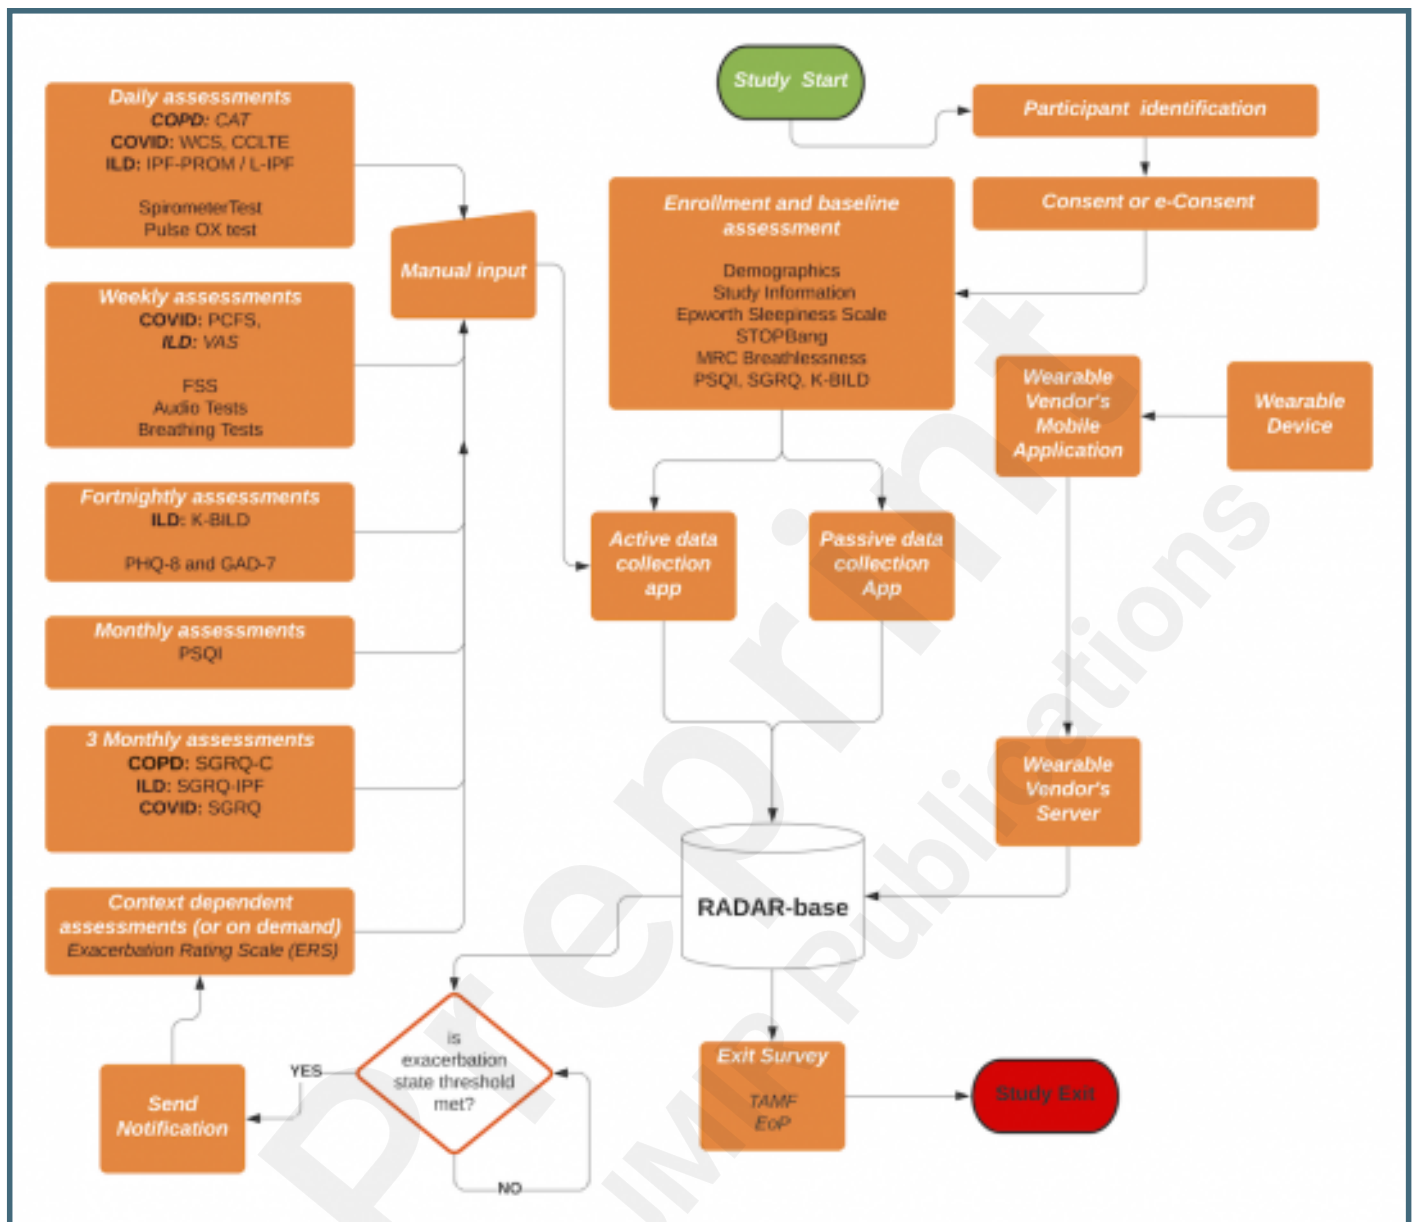 Study Start
Participant identification
Consent or e-Consent
Enrollment and baseline
assessment
Demographics
Study Information
Epworth Sleepiness Scale
STOPBang
MRC Breathlessness
PSQI, SGRQ, K-BILD
Daily assessments
COPD: CAT
COVID: WCS, CCLTE
ILD: IPF-PROM / L-IPF
SpirometerTest
Pulse OX test
Manual input
Weekly assessments
COVID: PCFS,
ILD: VAS
FSS
Audio Tests
Breathing Tests
Fortnightly assessments
ILD: K-BILD
PHQ-8 and GAD-7
Monthly assessments
PSQI
3 Monthly assessments
COPD: SGRQ-C
ILD: SGRQ-IPF
COVID: SGRQ
Context dependent
assessments (or on demand)
Exacerbation Rating Scale (ERS)
Active data
collection
app
Passive data
collection
App
Wearable
Vendor's
Mobile
Application
Wearable
Device
Wearable
Vendor's
Server
RADAR-base
is
exacerbation
state threshold
met?
YES
NO
Send
Notification
Exit Survey
TAMF
EoP
Study Exit
Preprint
JMIR Publications